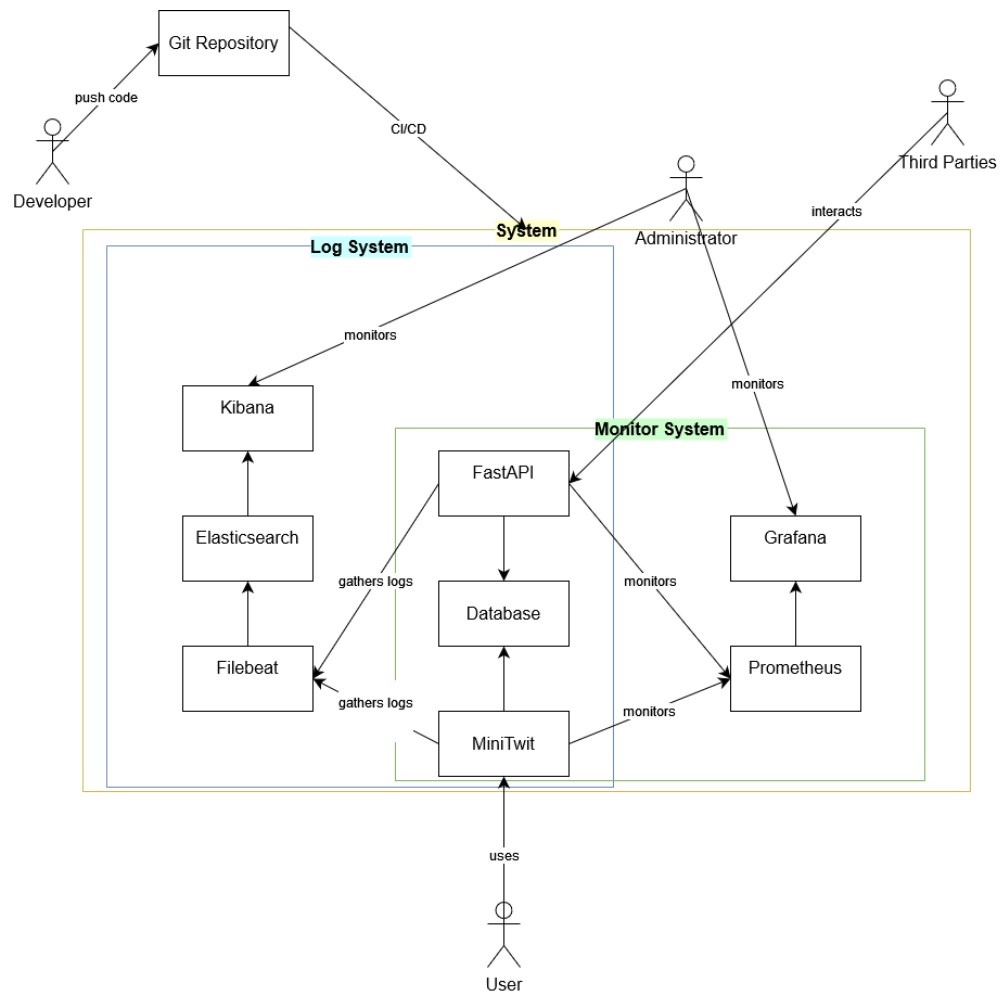 Git Repository
push code
CI/CD
Third Parties
Developer
interacts
System
Administrator
Log System
monitors
monitors
Kibana
Monitor System
FastAPI
Elasticsearch
Grafana
gathers logs
monitors
Database
Filebeat
Prometheus
gathers logs
monitors
MiniTwit
uses
User